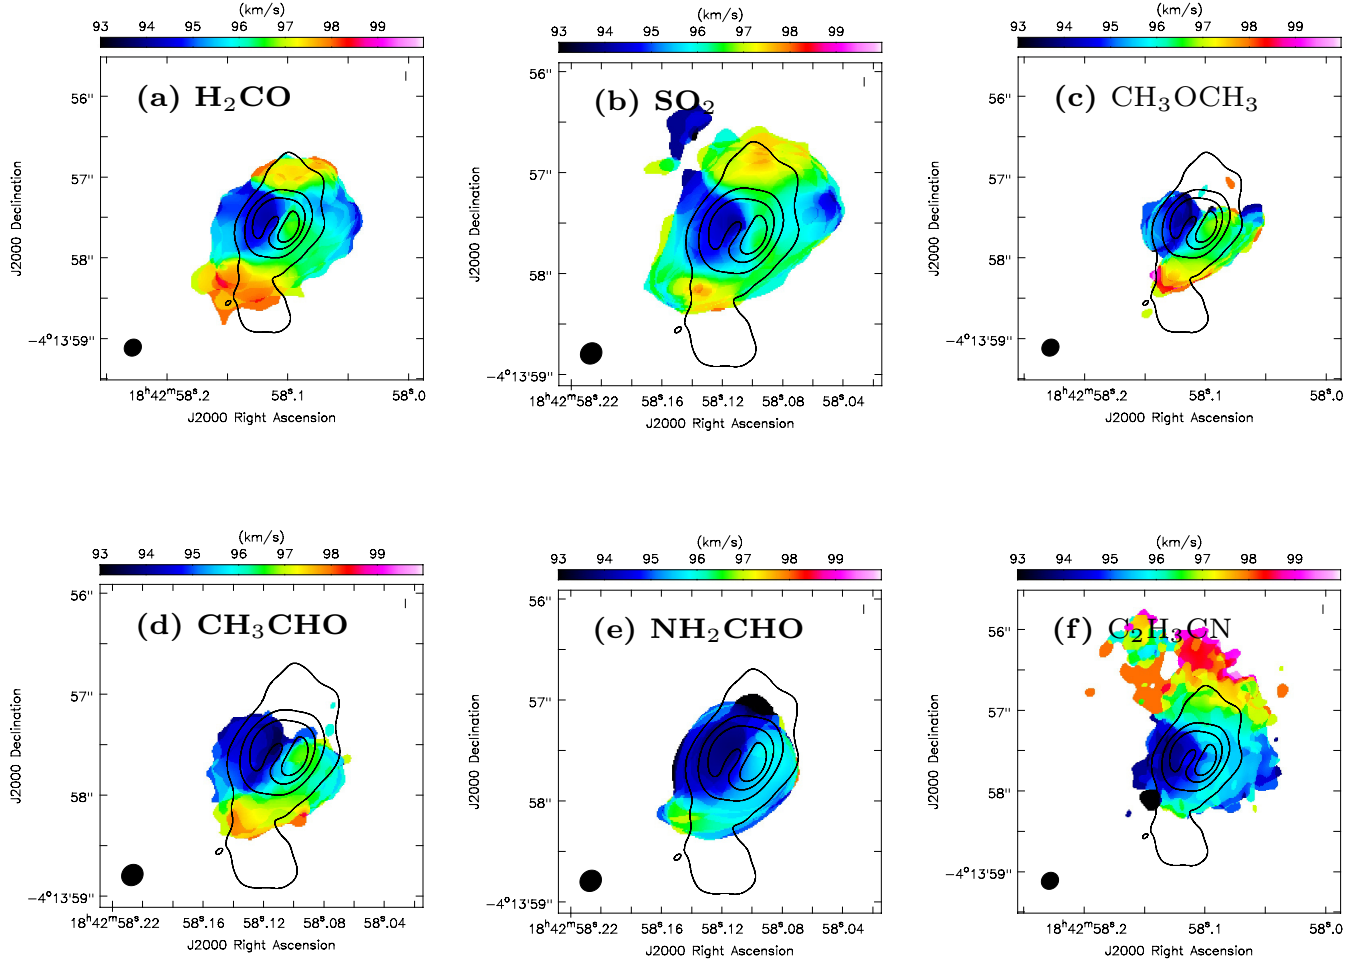 (km/s) (km/s) (km/s)
93 94 95 96 97 98 99 93 94 95 96 97 98 99 93 94 95 96 97 98 99
(a) H₂CO (b) SO₂ (c) CH₃OCH₃
56" 56" 56"
57" 57" 57"
58" 58" 58"
−4°13'59" −4°13'59" −4°13'59"
J2000 Declination J2000 Declination J2000 Declination
18ʰ42ᵐ58ˢ.2 58ˢ.1 58ˢ.0 18ʰ42ᵐ58ˢ.22 58ˢ.16 58ˢ.12 58ˢ.08 58ˢ.04 18ʰ42ᵐ58ˢ.2 58ˢ.1 58ˢ.0
J2000 Right Ascension J2000 Right Ascension J2000 Right Ascension
(km/s) (km/s) (km/s)
93 94 95 96 97 98 99 93 94 95 96 97 98 99 93 94 95 96 97 98 99
(d) CH₃CHO (e) NH₂CHO (f) C₂H₃CN
56" 56" 56"
57" 57" 57"
58" 58" 58"
−4°13'59" −4°13'59" −4°13'59"
J2000 Declination J2000 Declination J2000 Declination
18ʰ42ᵐ58ˢ.22 58ˢ.16 58ˢ.12 58ˢ.08 58ˢ.04 18ʰ42ᵐ58ˢ.22 58ˢ.16 58ˢ.12 58ˢ.08 58ˢ.04 18ʰ42ᵐ58ˢ.2 58ˢ.1 58ˢ.0
J2000 Right Ascension J2000 Right Ascension J2000 Right Ascension